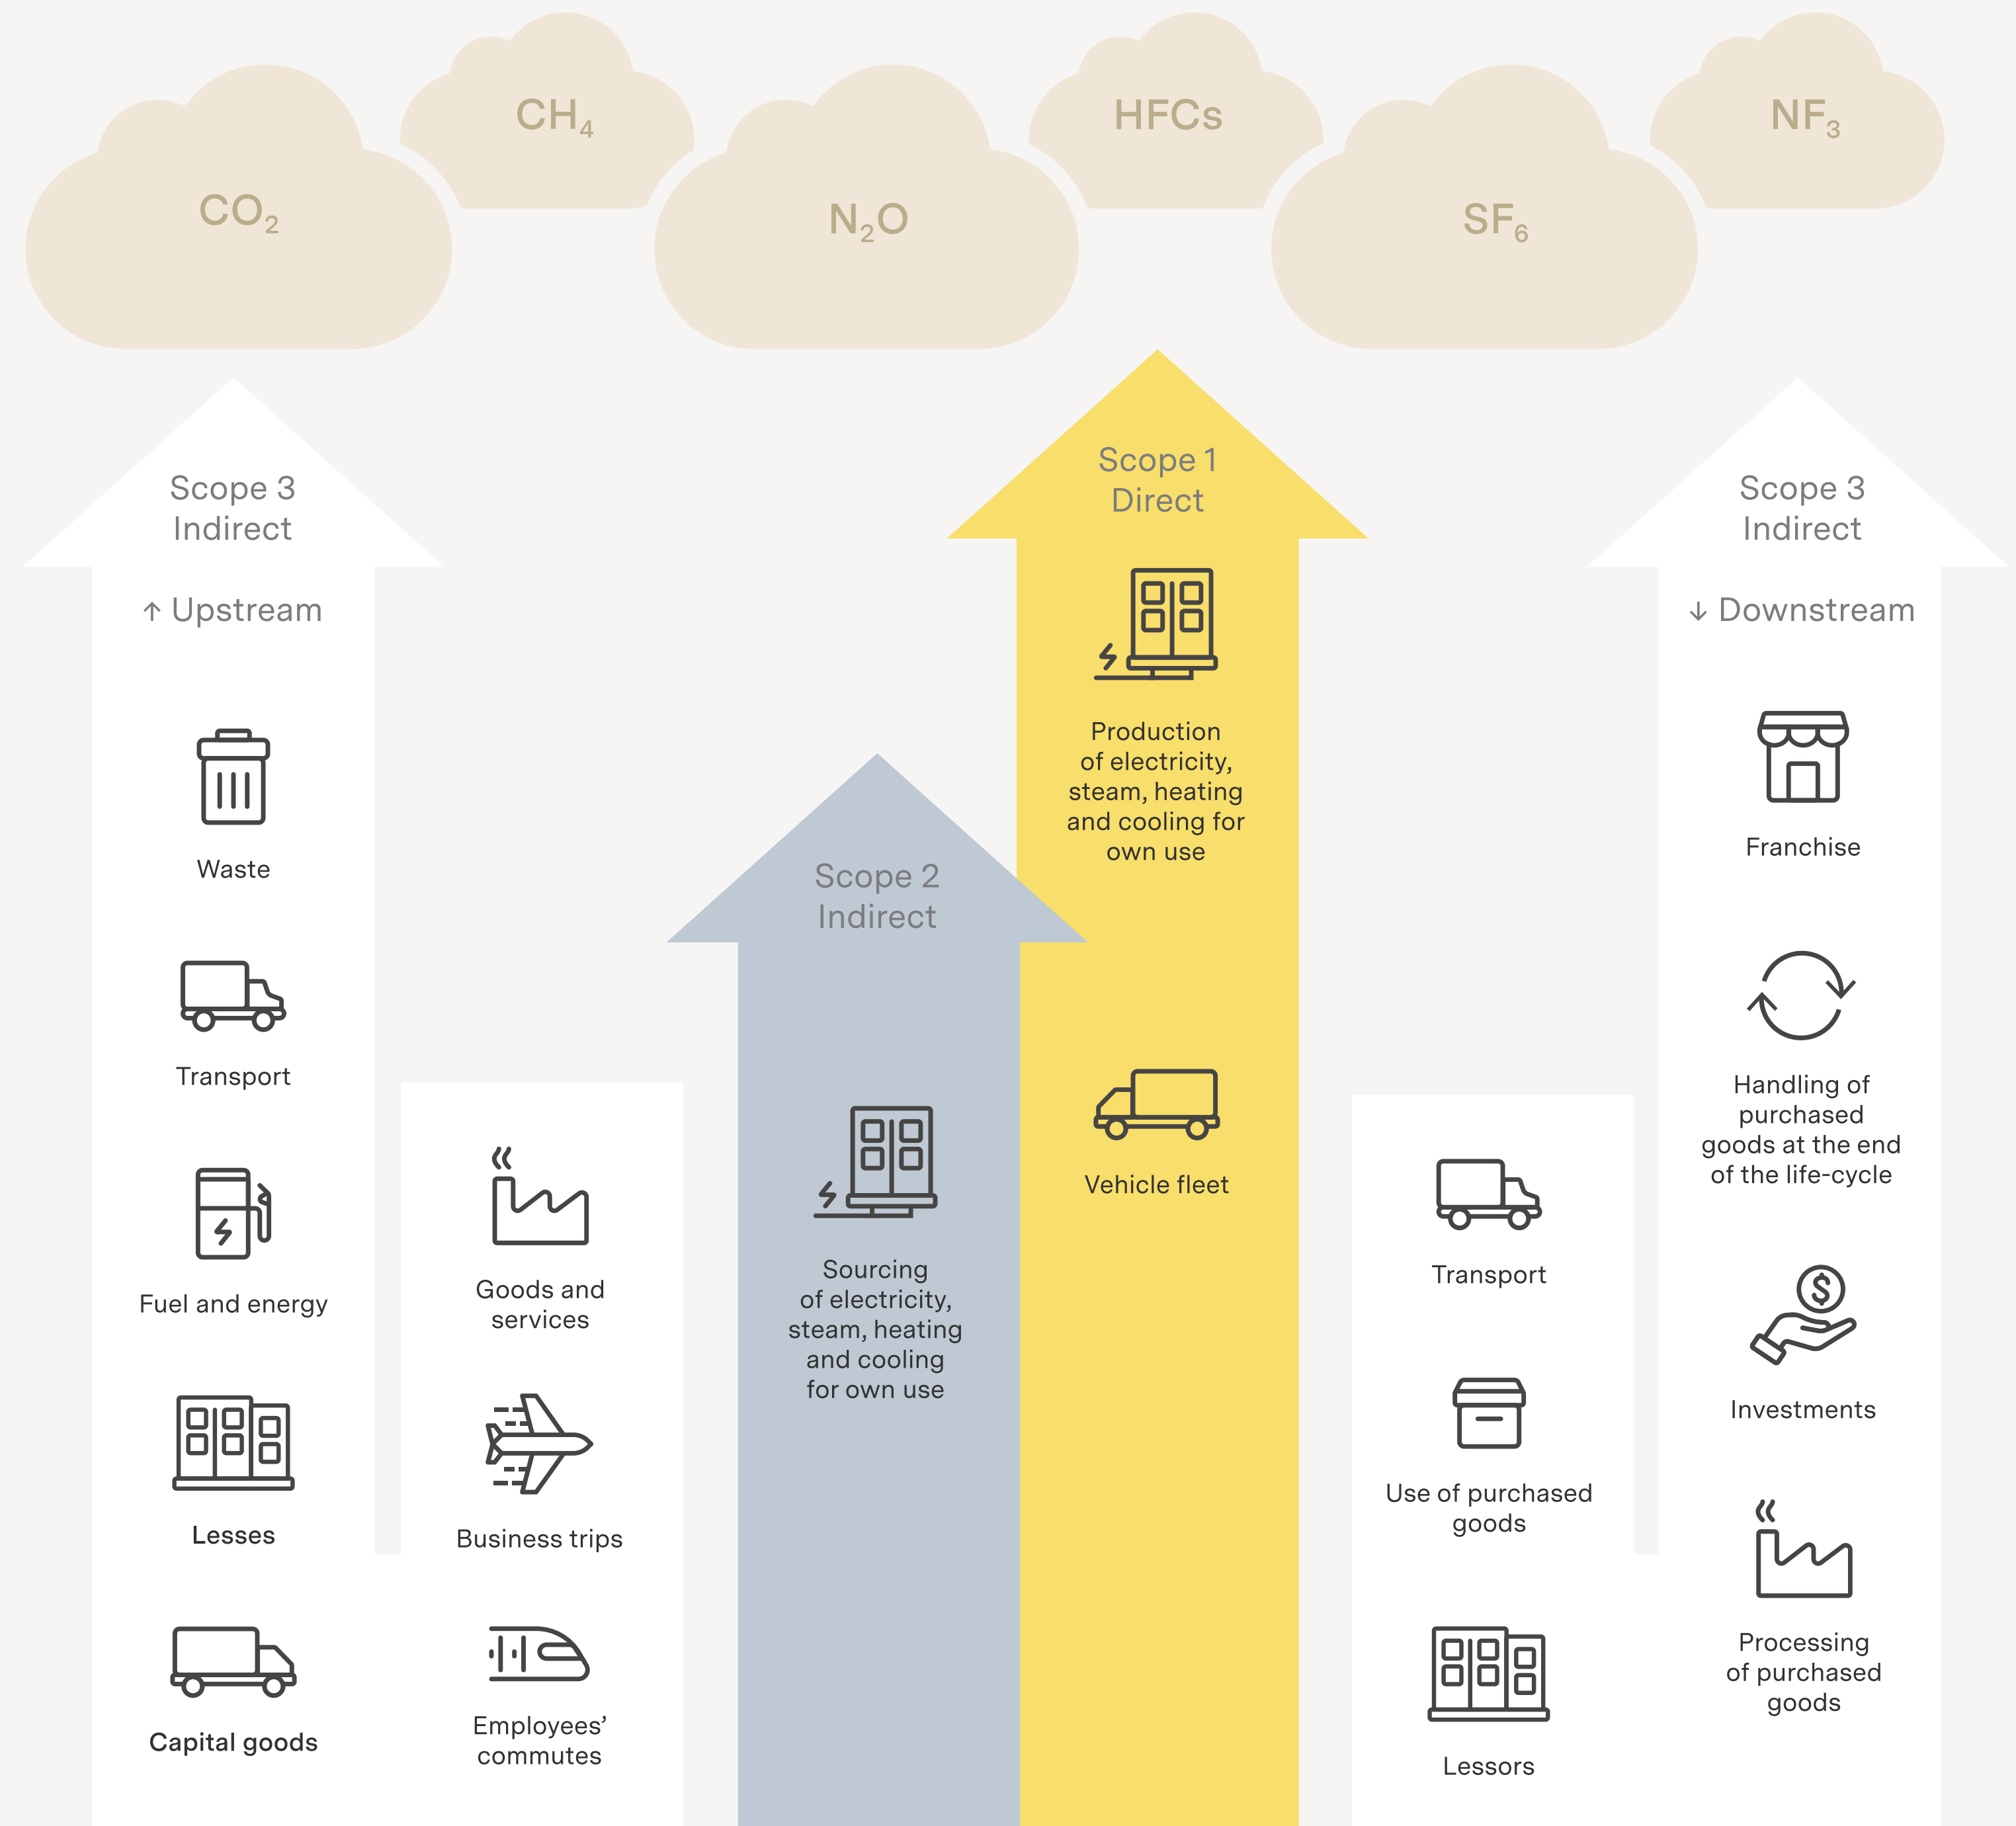 CO₂
CH₄
N₂O
HFCs
SF₆
NF₃
Scope 3
Indirect
↑ Upstream
Waste
Transport
Fuel and energy
Lesses
Capital goods
Goods and
services
Business trips
Employees’
commutes
Scope 2
Indirect
Sourcing
of electricity,
steam, heating
and cooling
for own use
Scope 1
Direct
Production
of electricity,
steam, heating
and cooling for
own use
Vehicle fleet
Transport
Use of purchased
goods
Lessors
Scope 3
Indirect
↓ Downstream
Franchise
Handling of
purchased
goods at the end
of the life-cycle
$
Investments
Processing
of purchased
goods